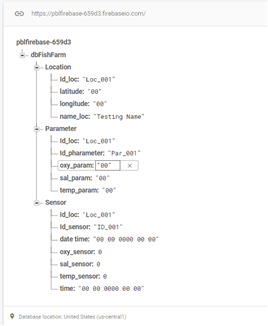 https://pblfirebase-659d3.firebaseio.com/
pblfirebase-659d3
dbFishFarm
Location
Id_loc: "Loc_001"
latitude: "00"
longitude: "00"
name_loc: "Testing Name"
Parameter
Id_loc: "Loc_001"
Id_pharameter: "Par_001"
oxy_param: "00" ×
sal_param: "00"
temp_param: "00"
Sensor
Id_loc: "Loc_001"
Id_sensor: "ID_001"
date time: "00 00 0000 00 00"
oxy_sensor: 0
sal_sensor: 0
temp_sensor: 0
time: "00 00 0000 00 00"
Database location: United States (us-central1)